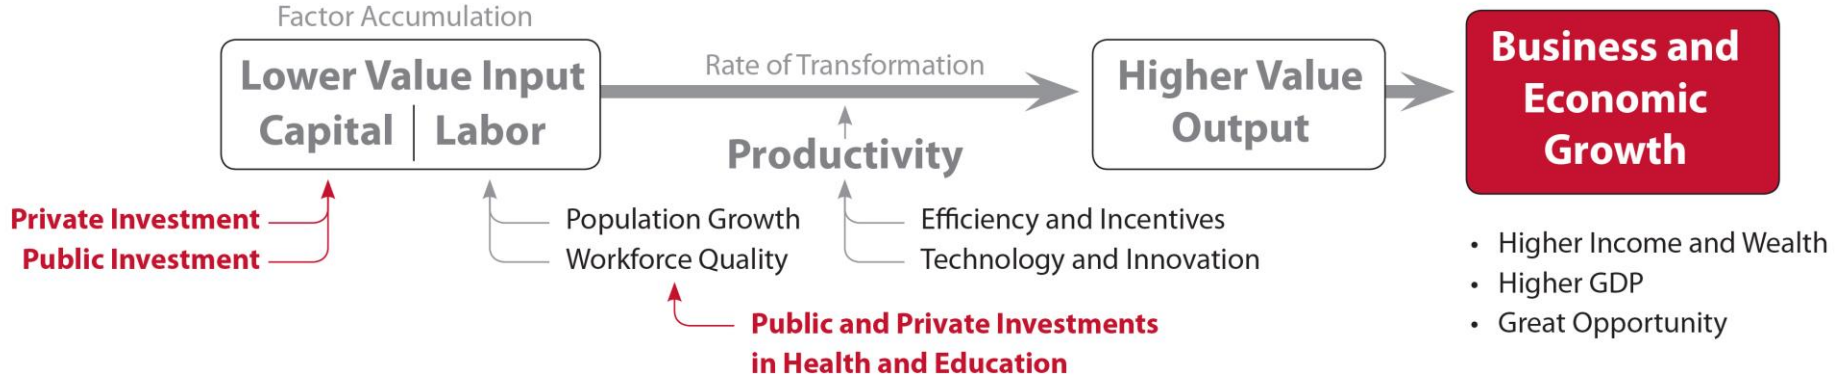 Factor Accumulation
Lower Value Input
Capital | Labor
Rate of Transformation
Productivity
Higher Value
Output
Business and
Economic
Growth
Private Investment
Public Investment
Population Growth
Workforce Quality
Efficiency and Incentives
Technology and Innovation
Public and Private Investments
in Health and Education
• Higher Income and Wealth
• Higher GDP
• Great Opportunity